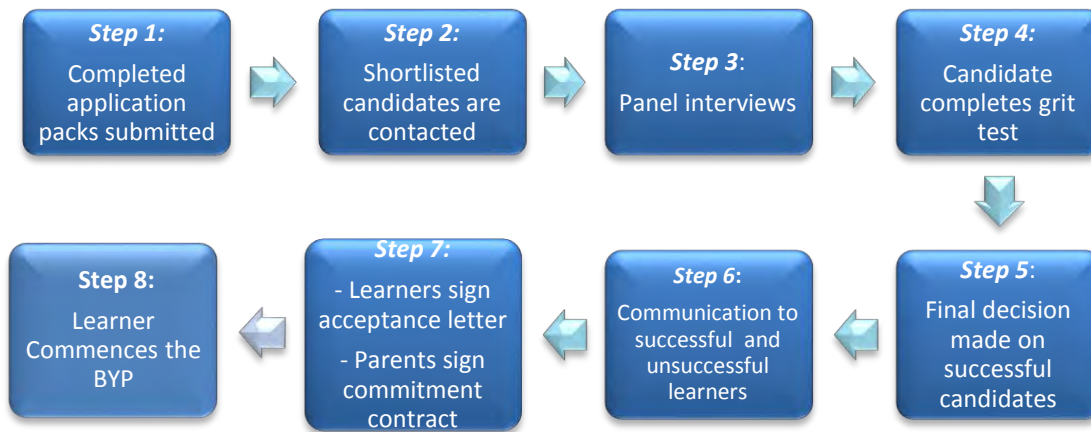 Step 1:
Completed
application
packs submitted
Step 2:
Shortlisted
candidates are
contacted
Step 3:
Panel interviews
Step 4:
Candidate
completes grit
test
Step 5:
Final decision
made on
successful
candidates
Step 6:
Communication to
successful and
unsuccessful
learners
Step 7:
- Learners sign
acceptance letter
- Parents sign
commitment
contract
Step 8:
Learner
Commences the
BYP